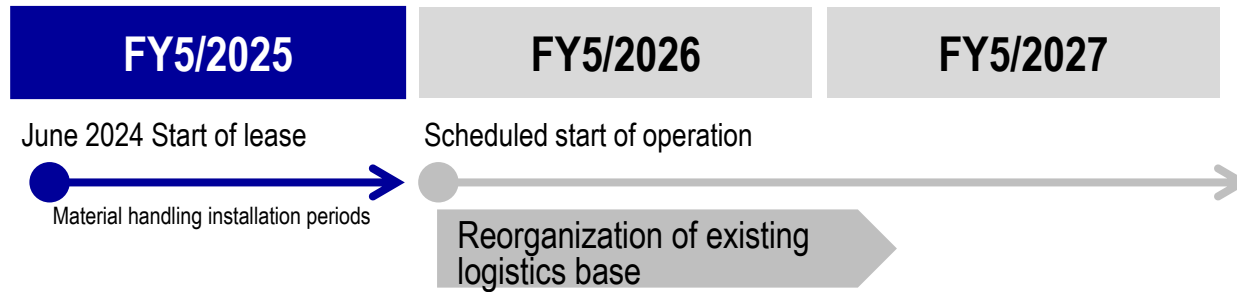 FY5/2025
FY5/2026
FY5/2027
June 2024 Start of lease
Scheduled start of operation
Material handling installation periods
Reorganization of existing
logistics base